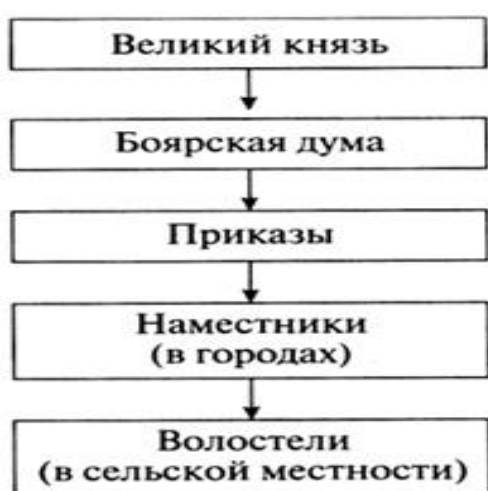 Великий князь
Боярская дума
Приказы
Наместники
(в городах)
Волостели
(в сельской местности)